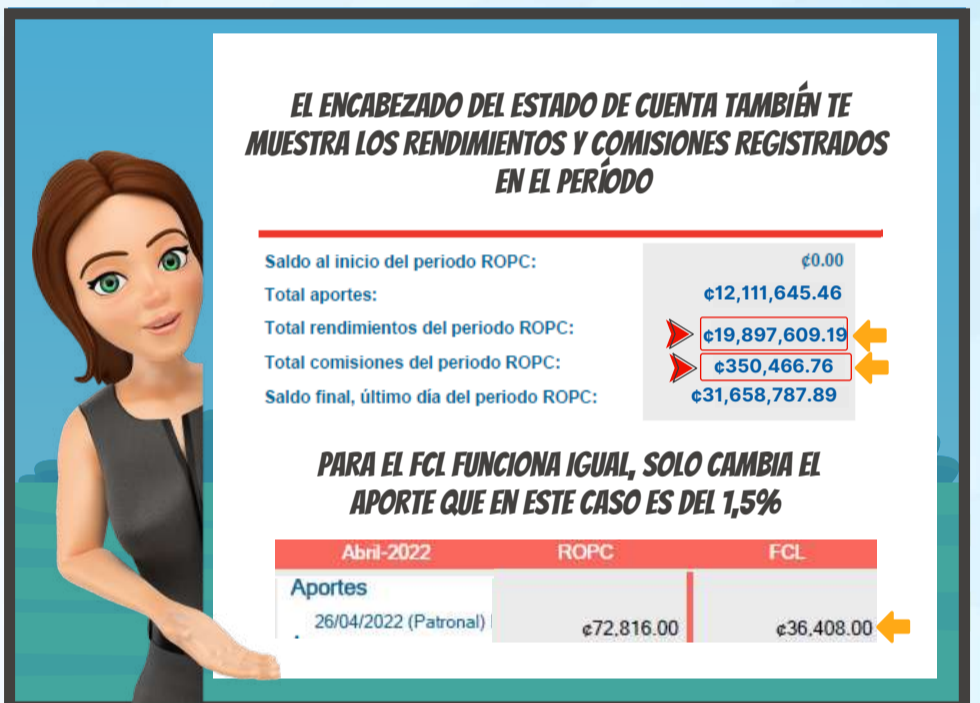 EL ENCABEZADO DEL ESTADO DE CUENTA TAMBIÉN TE
MUESTRA LOS RENDIMIENTOS Y COMISIONES REGISTRADOS
EN EL PERÍODO
Saldo al inicio del periodo ROPC: ¢0.00
Total aportes: ¢12,111,645.46
Total rendimientos del periodo ROPC: ¢19,897,609.19
Total comisiones del periodo ROPC: ¢350,466.76
Saldo final, último día del periodo ROPC: ¢31,658,787.89
PARA EL FCL FUNCIONA IGUAL, SOLO CAMBIA EL
APORTE QUE EN ESTE CASO ES DEL 1,5%
Abril-2022 ROPC FCL
Aportes
26/04/2022 (Patronal) ¢72,816.00 ¢36,408.00